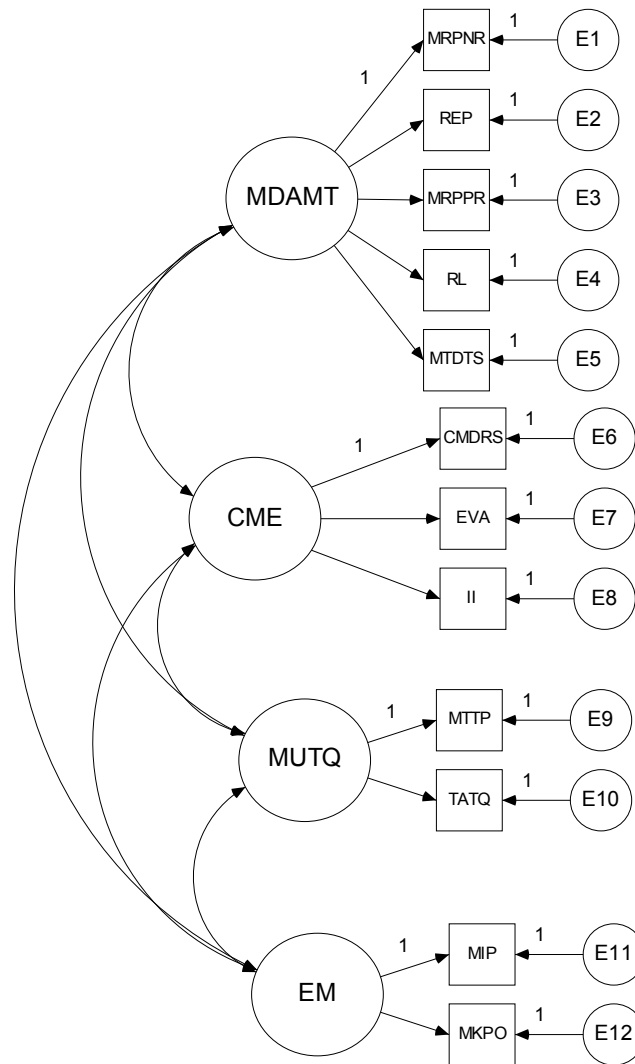 1
MRPNR
1
E1
REP
1
E2
MDAMT
MRPPR
1
E3
RL
1
E4
MTDTS
1
E5
1
CMDRS
1
E6
CME
EVA
1
E7
II
1
E8
1
MTTP
1
E9
MUTQ
TATQ
1
E10
1
MIP
1
E11
EM
MKPO
1
E12